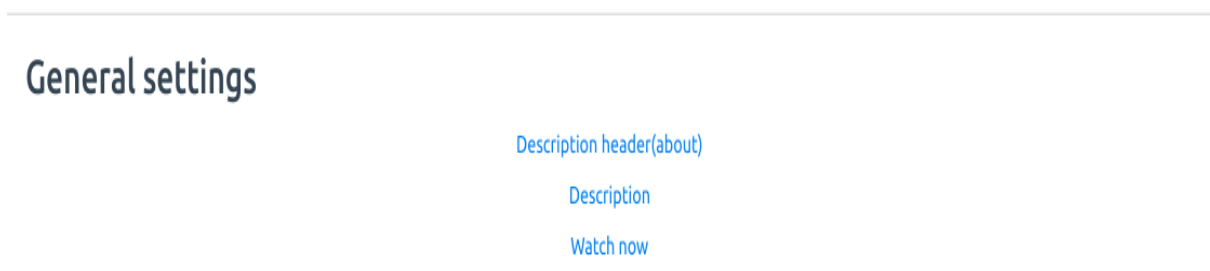 General settings
Description header(about)
Description
Watch now